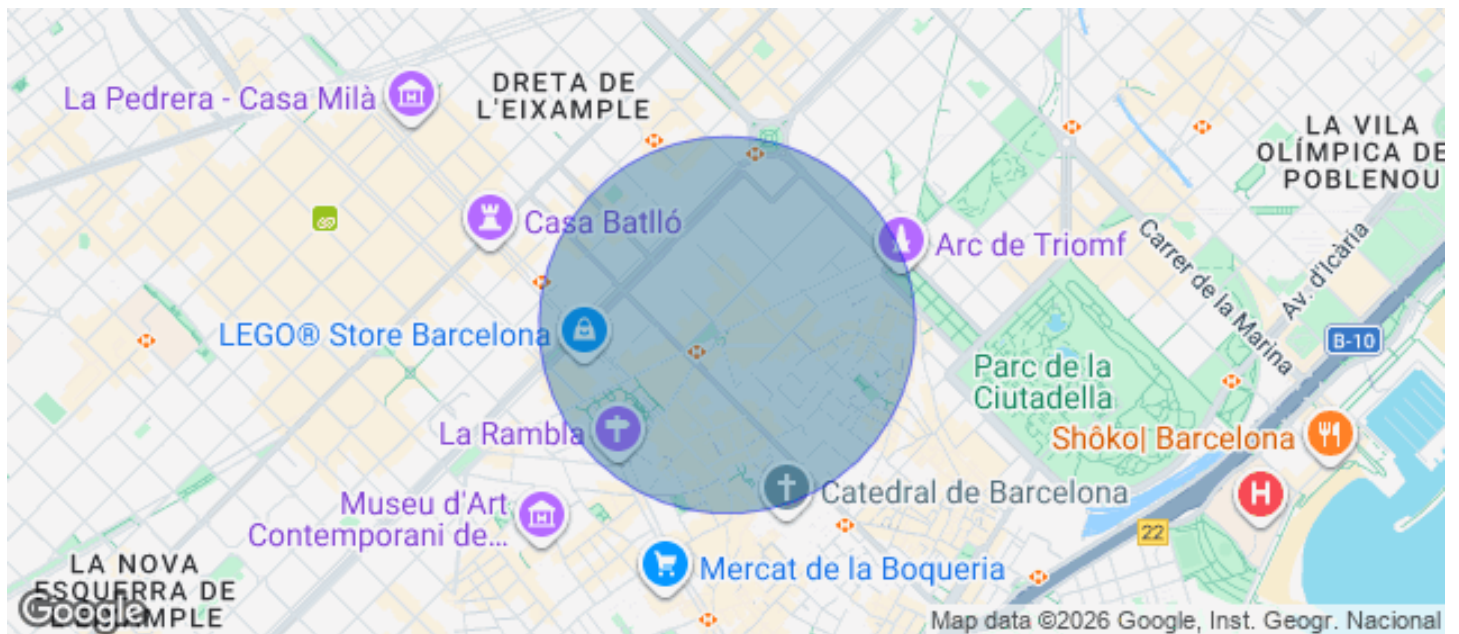 DRETA DE
L'EIXAMPLE
La Pedrera - Casa Milà
LA VILA
OLÍMPICA DE
POBLENOU
Casa Batlló
Arc de Triomf
Carrer de la Marina
Av. d'Icària
LEGO® Store Barcelona
B-10
Parc de la
Ciutadella
La Rambla
Shôko| Barcelona
Museu d'Art
Contemporani de...
Catedral de Barcelona
H
22
Mercat de la Boqueria
LA NOVA
ESQUERRA DE
L'EIXAMPLE
Google
Map data ©2026 Google, Inst. Geogr. Nacional